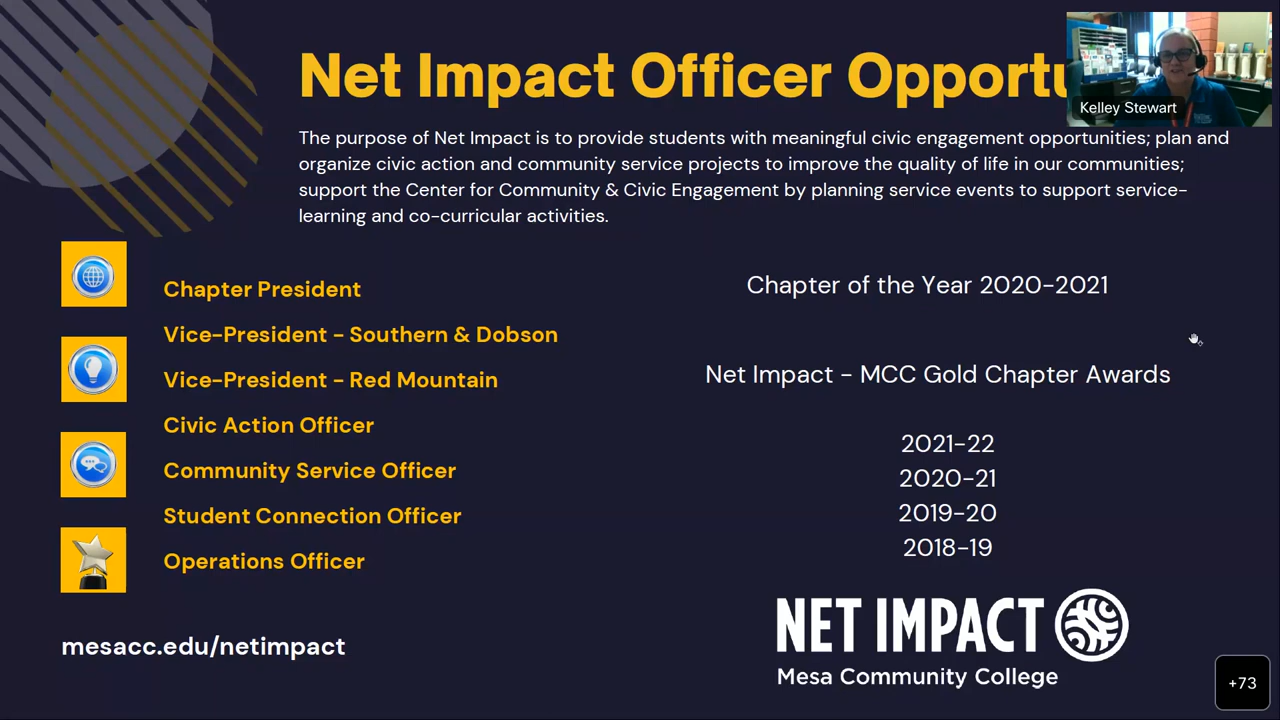 Net Impact Officer Opportu
Kelley Stewart
The purpose of Net Impact is to provide students with meaningful civic engagement opportunities; plan and
organize civic action and community service projects to improve the quality of life in our communities;
support the Center for Community & Civic Engagement by planning service events to support service-
learning and co-curricular activities.
Chapter President
Vice-President - Southern & Dobson
Vice-President - Red Mountain
Civic Action Officer
Community Service Officer
Student Connection Officer
Operations Officer
mesacc.edu/netimpact
Chapter of the Year 2020-2021
Net Impact - MCC Gold Chapter Awards
2021-22
2020-21
2019-20
2018-19
NET IMPACT
Mesa Community College
+73